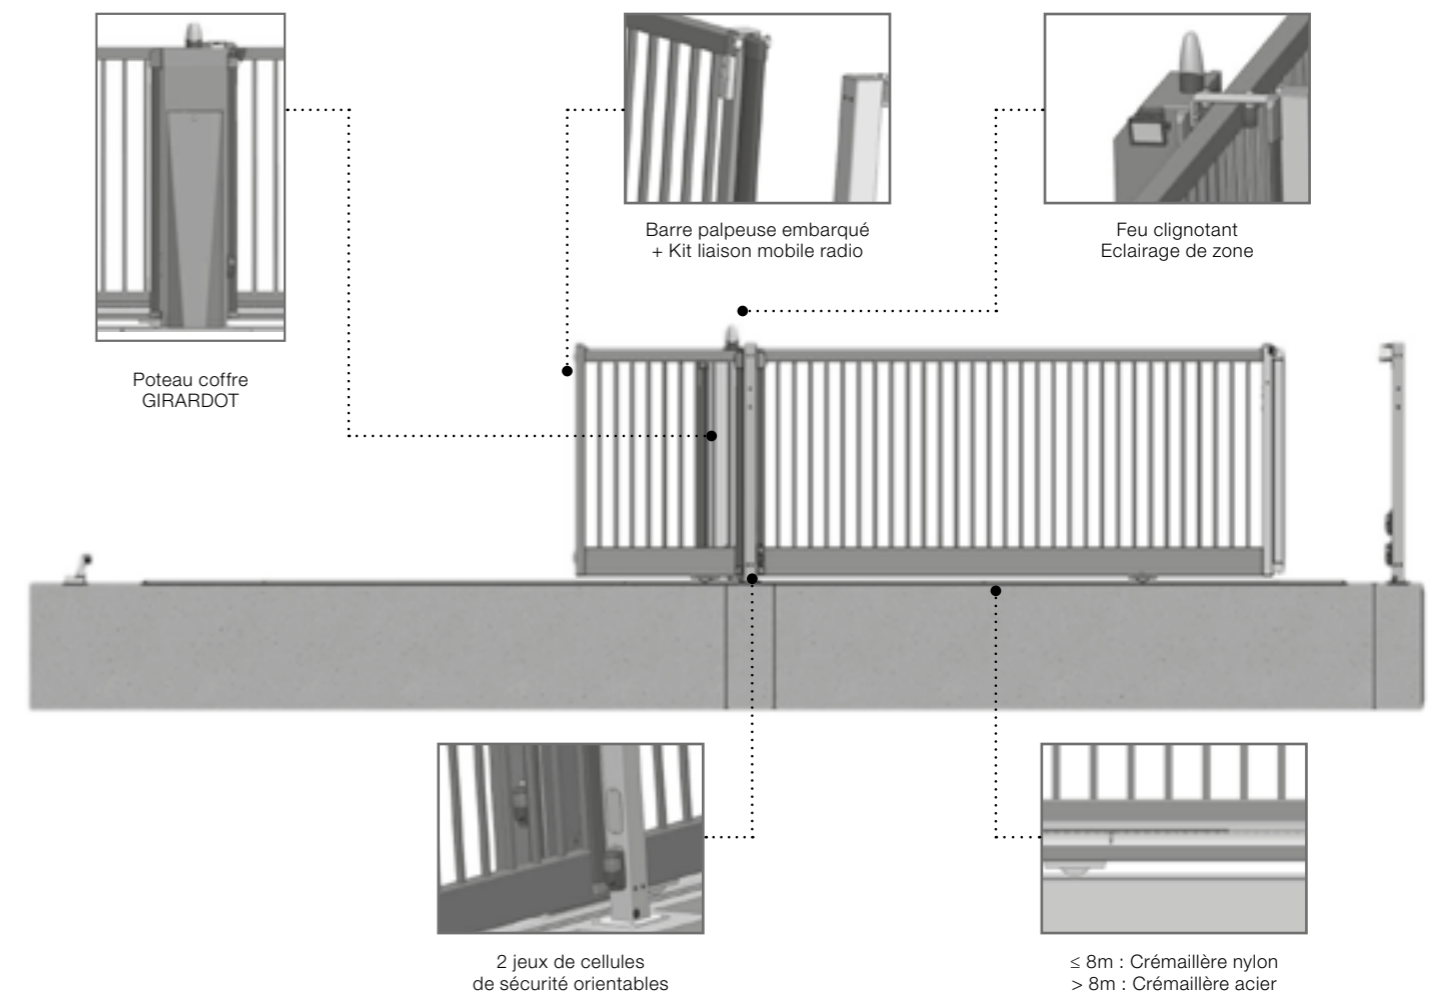 Barre palpeuse embarqué
+ Kit liaison mobile radio
Feu clignotant
Eclairage de zone
Poteau coffre
GIRARDOT
2 jeux de cellules
de sécurité orientables
≤ 8m : Crémaillère nylon
> 8m : Crémaillère acier